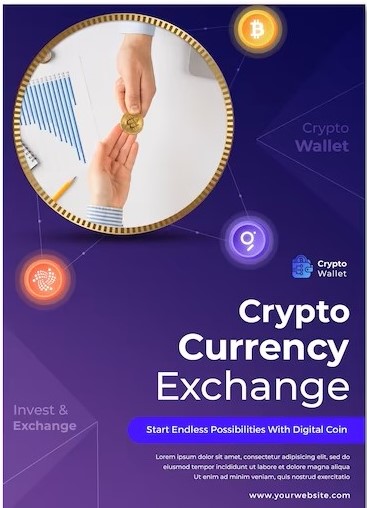 Crypto
Wallet
Crypto
Wallet
Crypto
Currency
Exchange
Invest &
Exchange
Start Endless Possibilities With Digital Coin
Lorem ipsum dolor sit amet, consectetur adipisicing elit, sed do
eiusmod tempor incididunt ut labore et dolore magna aliqua
Ut enim ad minim veniam, quis nostrud exercitatio
www.yourwebsite.com